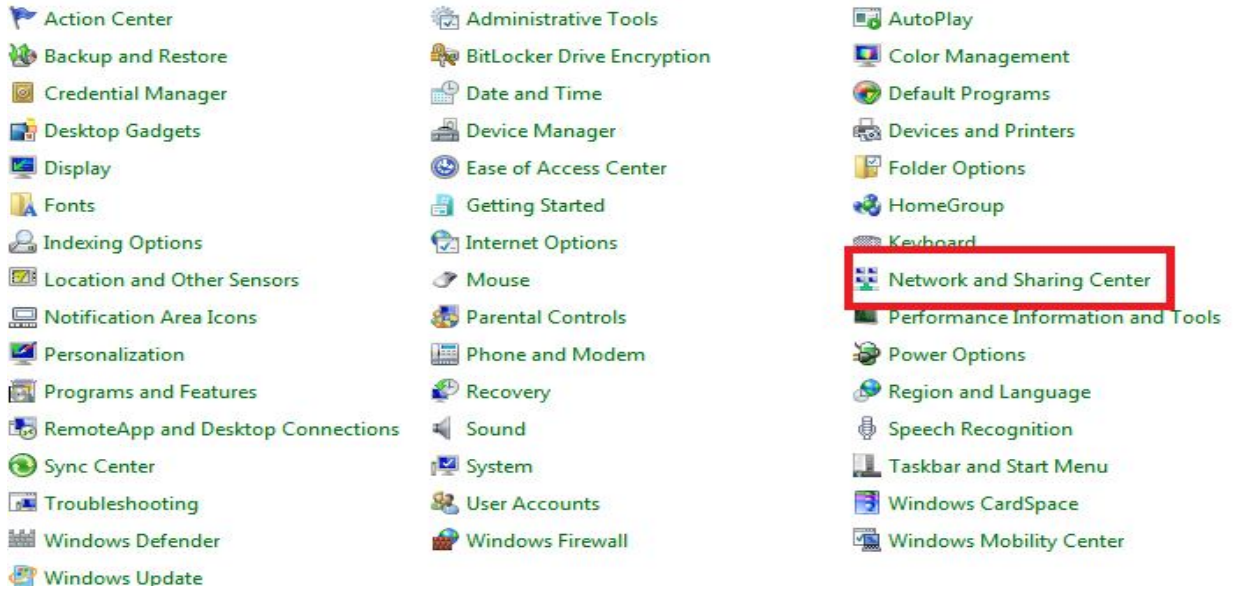 Action Center
Administrative Tools
AutoPlay
Backup and Restore
BitLocker Drive Encryption
Color Management
Credential Manager
Date and Time
Default Programs
Desktop Gadgets
Device Manager
Devices and Printers
Display
Ease of Access Center
Folder Options
Fonts
Getting Started
HomeGroup
Indexing Options
Internet Options
Keyboard
Location and Other Sensors
Mouse
Network and Sharing Center
Notification Area Icons
Parental Controls
Performance Information and Tools
Personalization
Phone and Modem
Power Options
Programs and Features
Recovery
Region and Language
RemoteApp and Desktop Connections
Sound
Speech Recognition
Sync Center
System
Taskbar and Start Menu
Troubleshooting
User Accounts
Windows CardSpace
Windows Defender
Windows Firewall
Windows Mobility Center
Windows Update